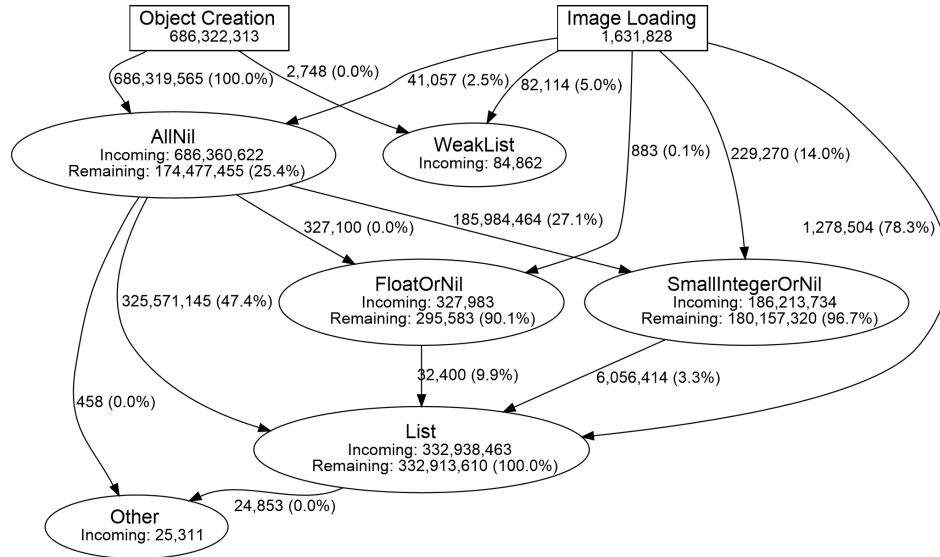 Object Creation
686,322,313
Image Loading
1,631,828
686,319,565 (100.0%)
2,748 (0.0%)
41,057 (2.5%)
82,114 (5.0%)
AllNil
Incoming: 686,360,622
Remaining: 174,477,455 (25.4%)
WeakList
Incoming: 84,862
883 (0.1%)
229,270 (14.0%)
327,100 (0.0%)
185,984,464 (27.1%)
1,278,504 (78.3%)
325,571,145 (47.4%)
FloatOrNil
Incoming: 327,983
Remaining: 295,583 (90.1%)
SmallIntegerOrNil
Incoming: 186,213,734
Remaining: 180,157,320 (96.7%)
32,400 (9.9%)
6,056,414 (3.3%)
458 (0.0%)
List
Incoming: 332,938,463
Remaining: 332,913,610 (100.0%)
24,853 (0.0%)
Other
Incoming: 25,311